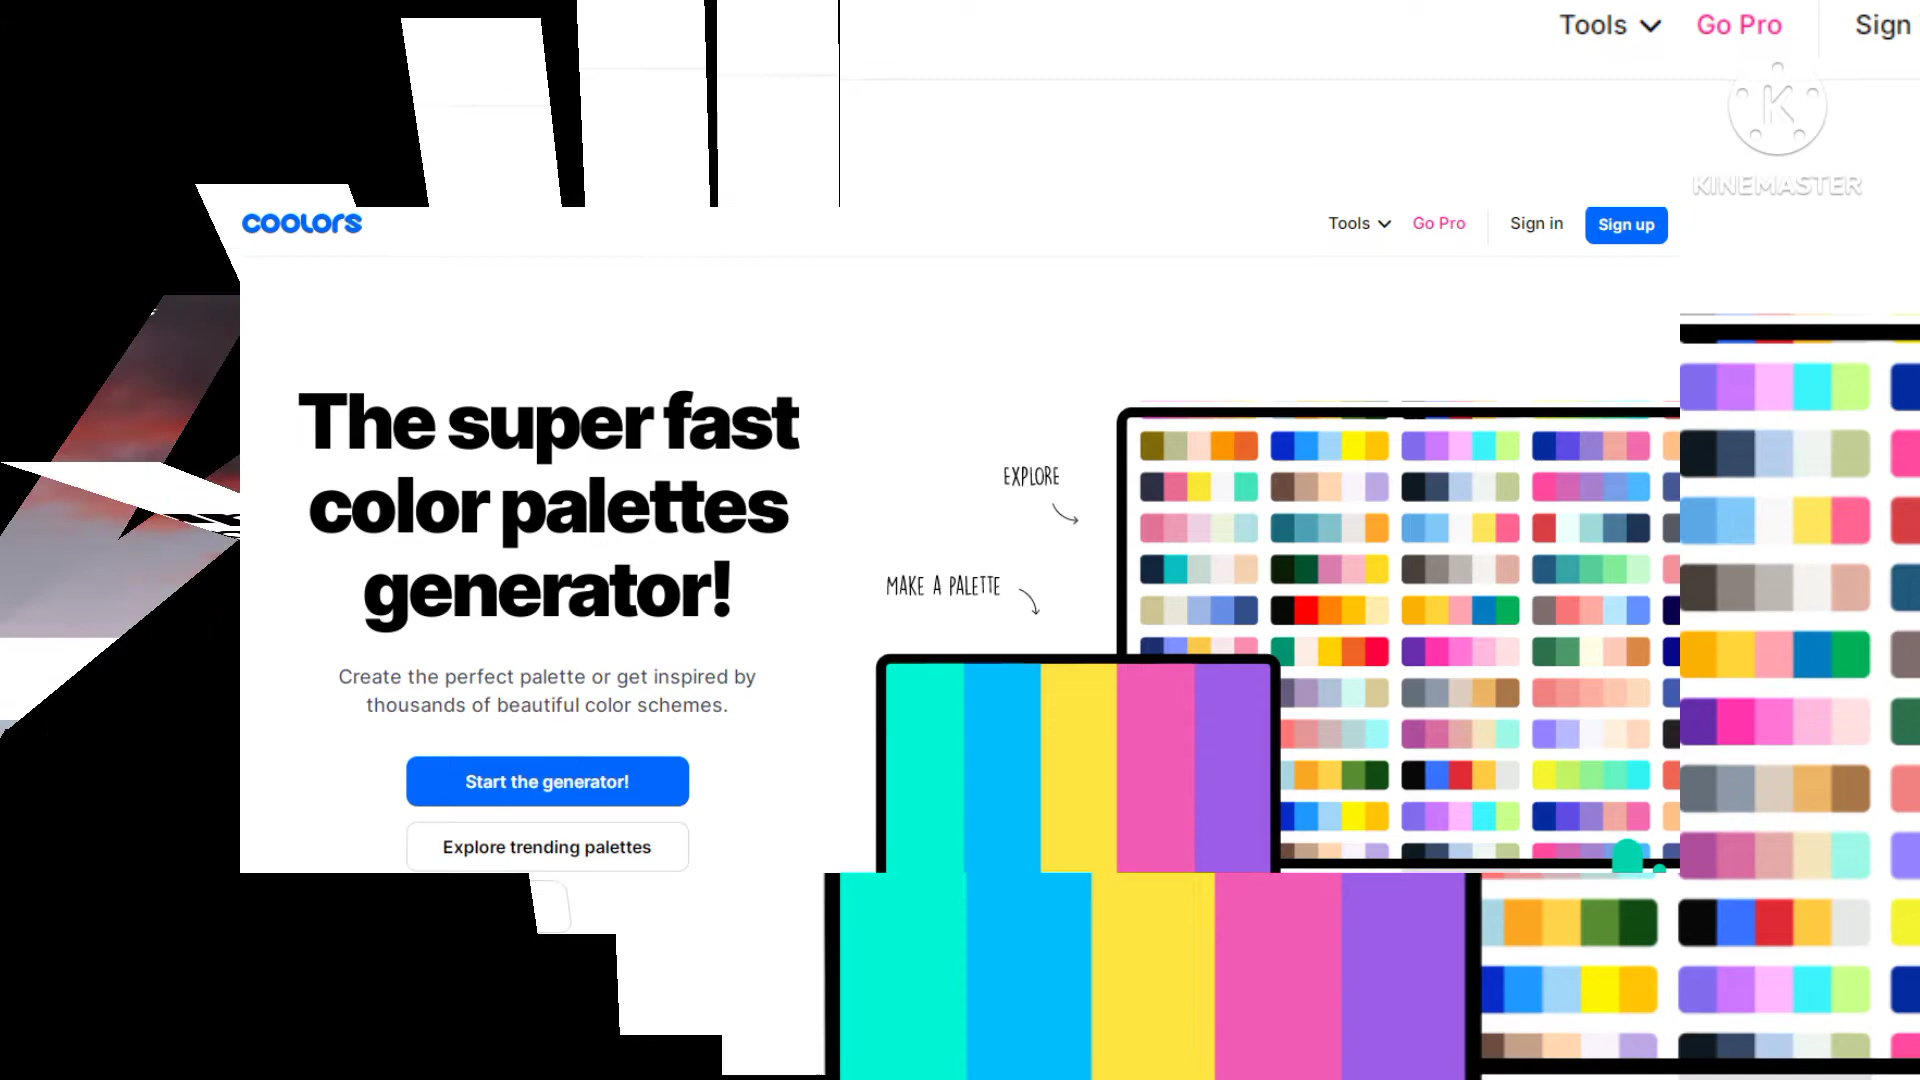 Tools Go Pro Sign
KINEMASTER
coolors Tools Go Pro Sign in Sign up
The super fast
color palettes
generator!
EXPLORE
MAKE A PALETTE
Create the perfect palette or get inspired by
thousands of beautiful color schemes.
Start the generator!
Explore trending palettes